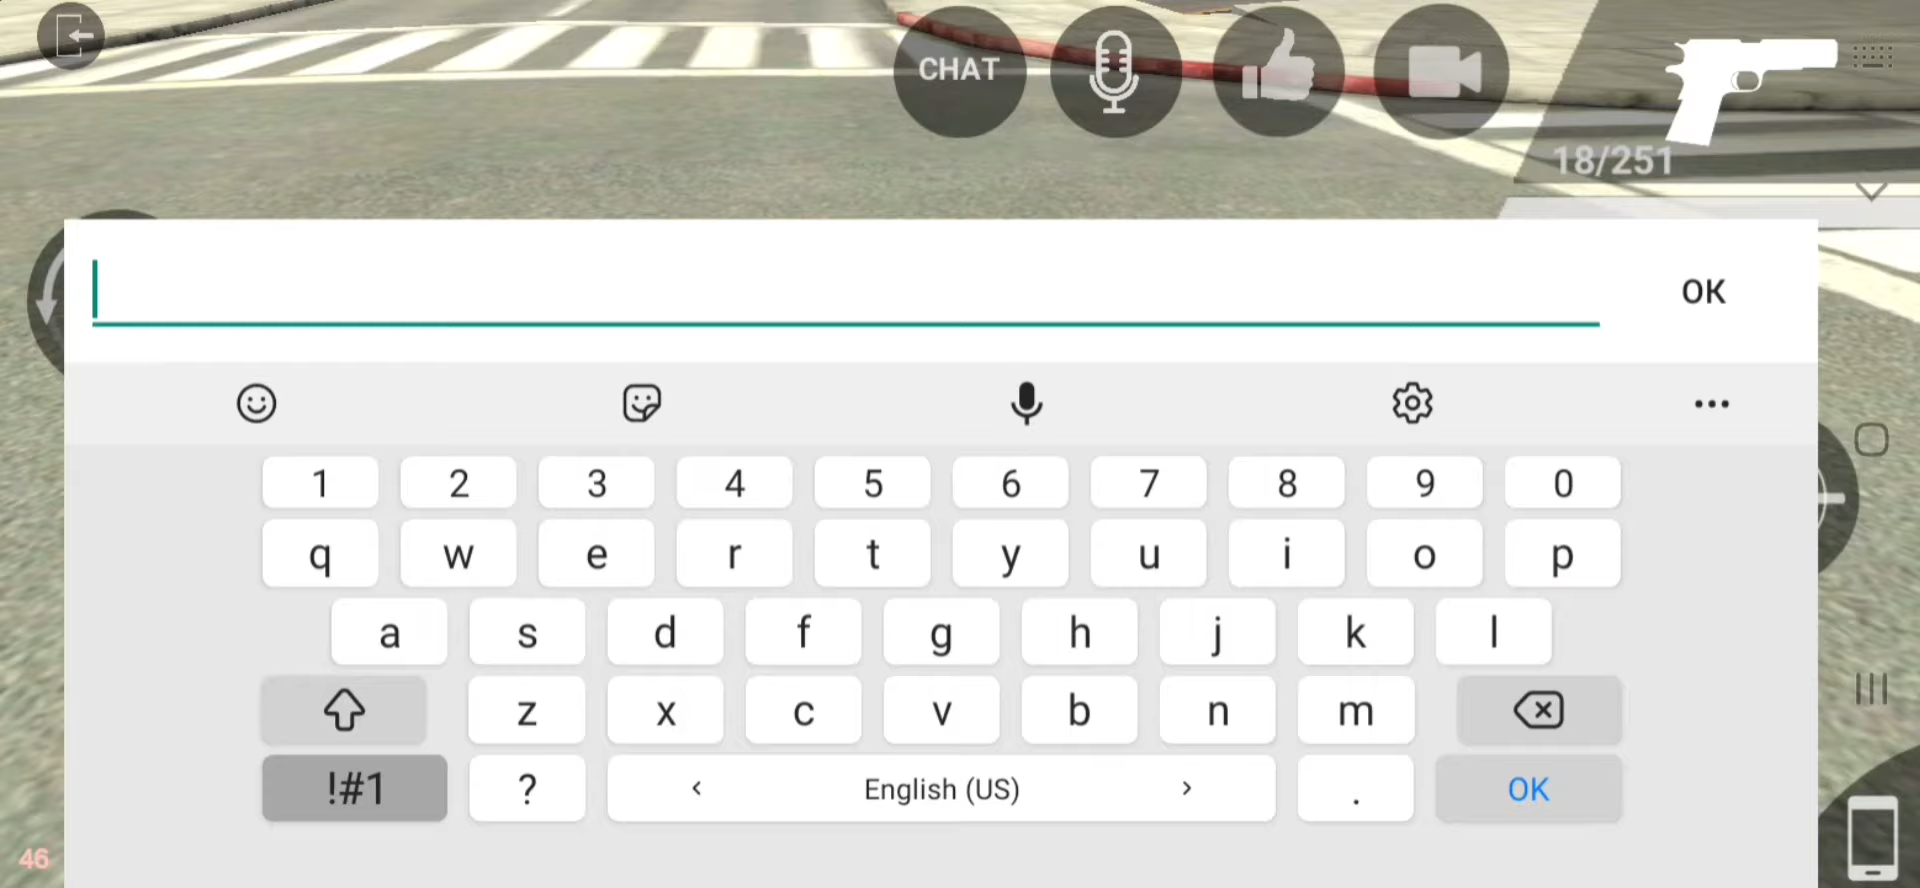 CHAT
18/251
OK
1 2 3 4 5 6 7 8 9 0
q w e r t y u i o p
a s d f g h j k l
z x c v b n m
!#1 ? < English (US) > . OK
46